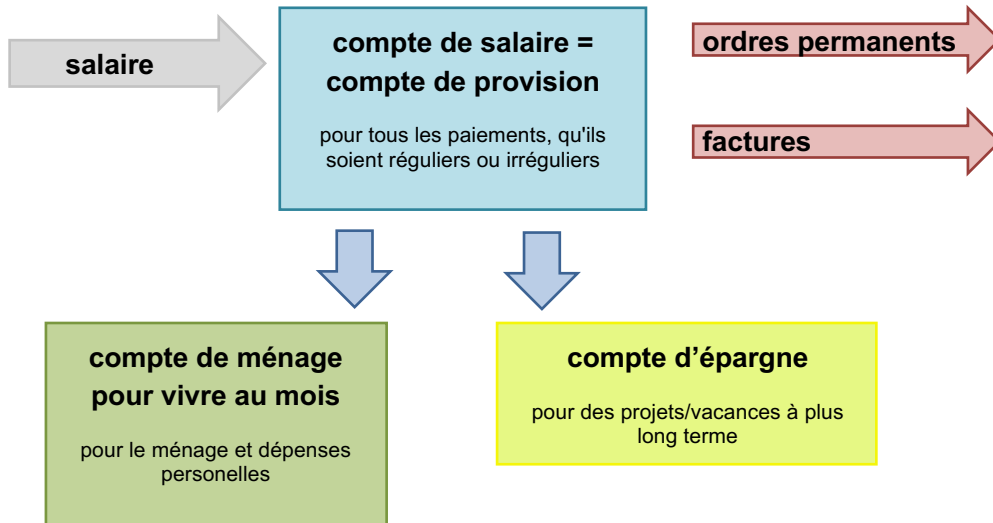 salaire
compte de salaire =
compte de provision
pour tous les paiements, qu'ils
soient réguliers ou irréguliers
ordres permanents
factures
compte de ménage
pour vivre au mois
pour le ménage et dépenses
personelles
compte d’épargne
pour des projets/vacances à plus
long terme